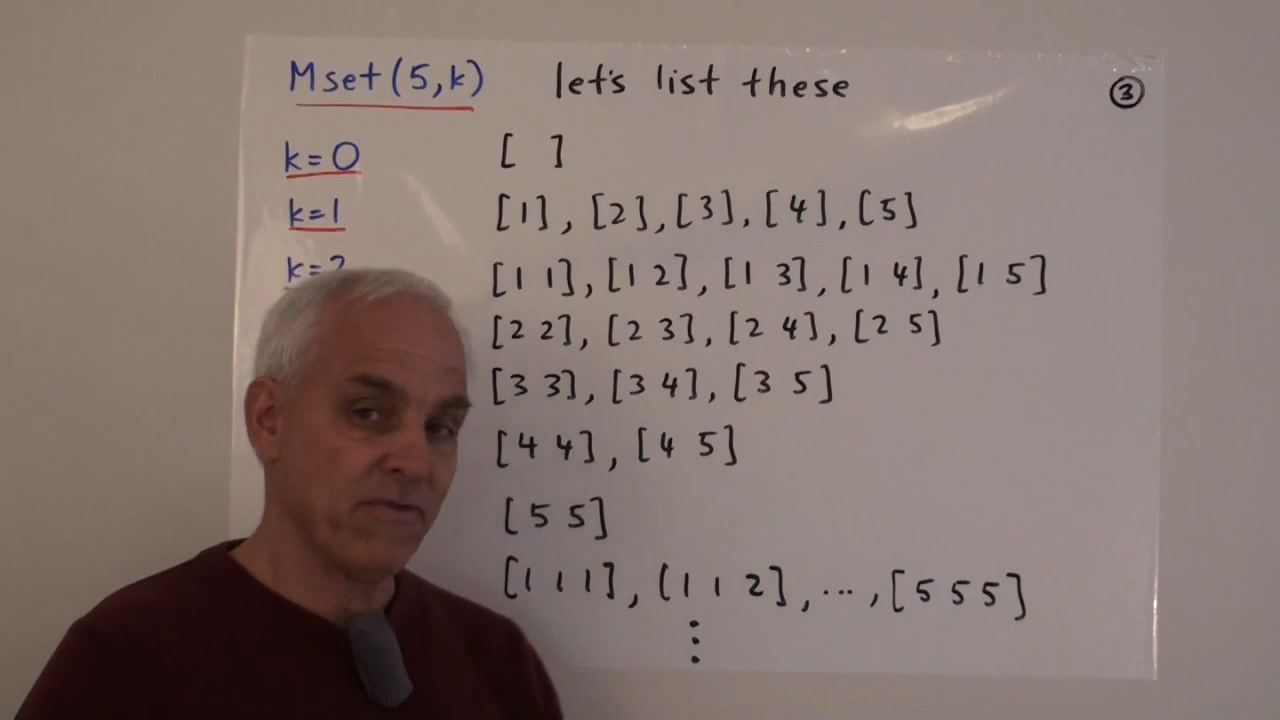 Mset(5,k) let's list these ③
k=0 [ ]
k=1 [1], [2], [3], [4], [5]
k=2 [1 1], [1 2], [1 3], [1 4], [1 5]
[2 2], [2 3], [2 4], [2 5]
[3 3], [3 4], [3 5]
[4 4], [4 5]
[5 5]
[1 1 1], [1 1 2], ..., [5 5 5]
⋮